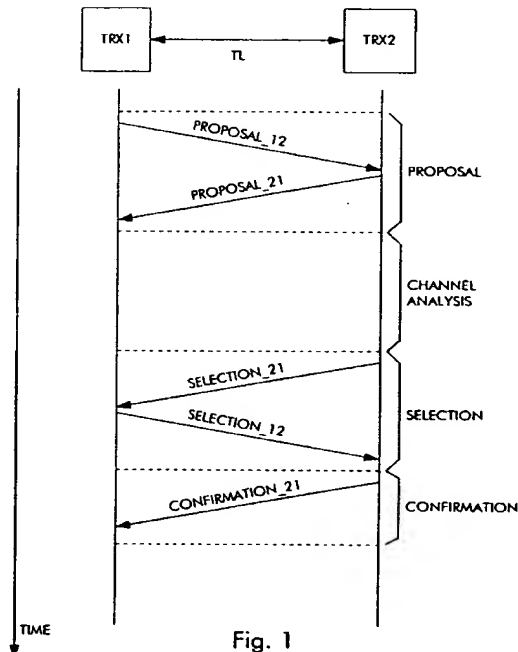 TRX1
TRX2
TL
PROPOSAL_12
PROPOSAL_21
PROPOSAL
CHANNEL
ANALYSIS
SELECTION_21
SELECTION_12
SELECTION
CONFIRMATION_21
CONFIRMATION
TIME
Fig. 1